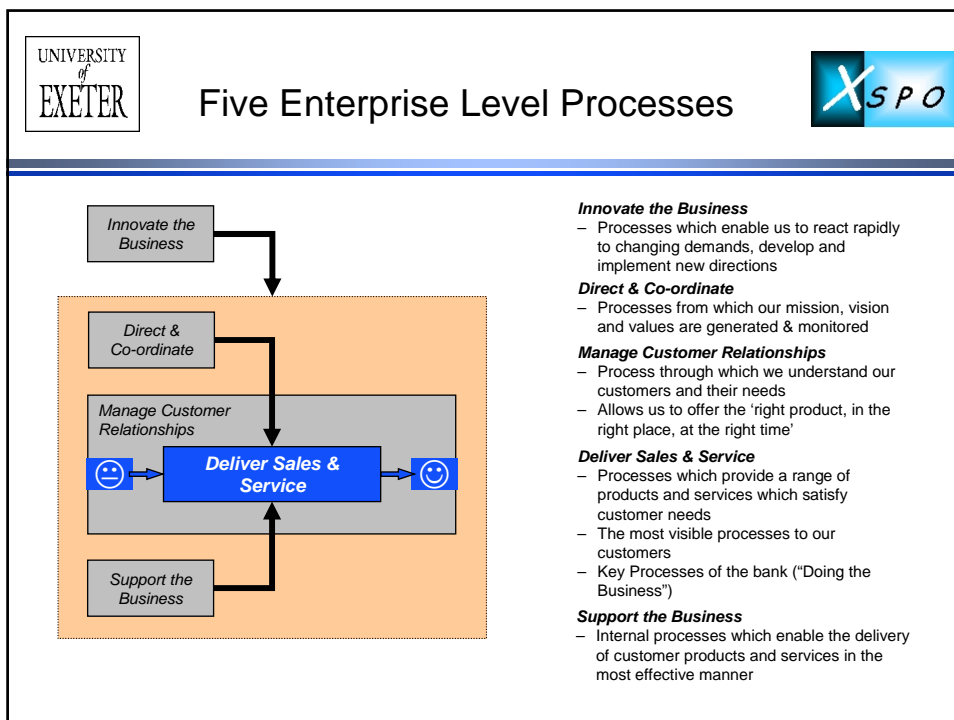 UNIVERSITY
of
EXETER
Five Enterprise Level Processes
XSPO
Innovate the
Business
Direct &
Co-ordinate
Manage Customer
Relationships
Deliver Sales &
Service
Support the
Business
Innovate the Business
– Processes which enable us to react rapidly
to changing demands, develop and
implement new directions
Direct & Co-ordinate
– Processes from which our mission, vision
and values are generated & monitored
Manage Customer Relationships
– Process through which we understand our
customers and their needs
– Allows us to offer the ‘right product, in the
right place, at the right time’
Deliver Sales & Service
– Processes which provide a range of
products and services which satisfy
customer needs
– The most visible processes to our
customers
– Key Processes of the bank (“Doing the
Business”)
Support the Business
– Internal processes which enable the delivery
of customer products and services in the
most effective manner